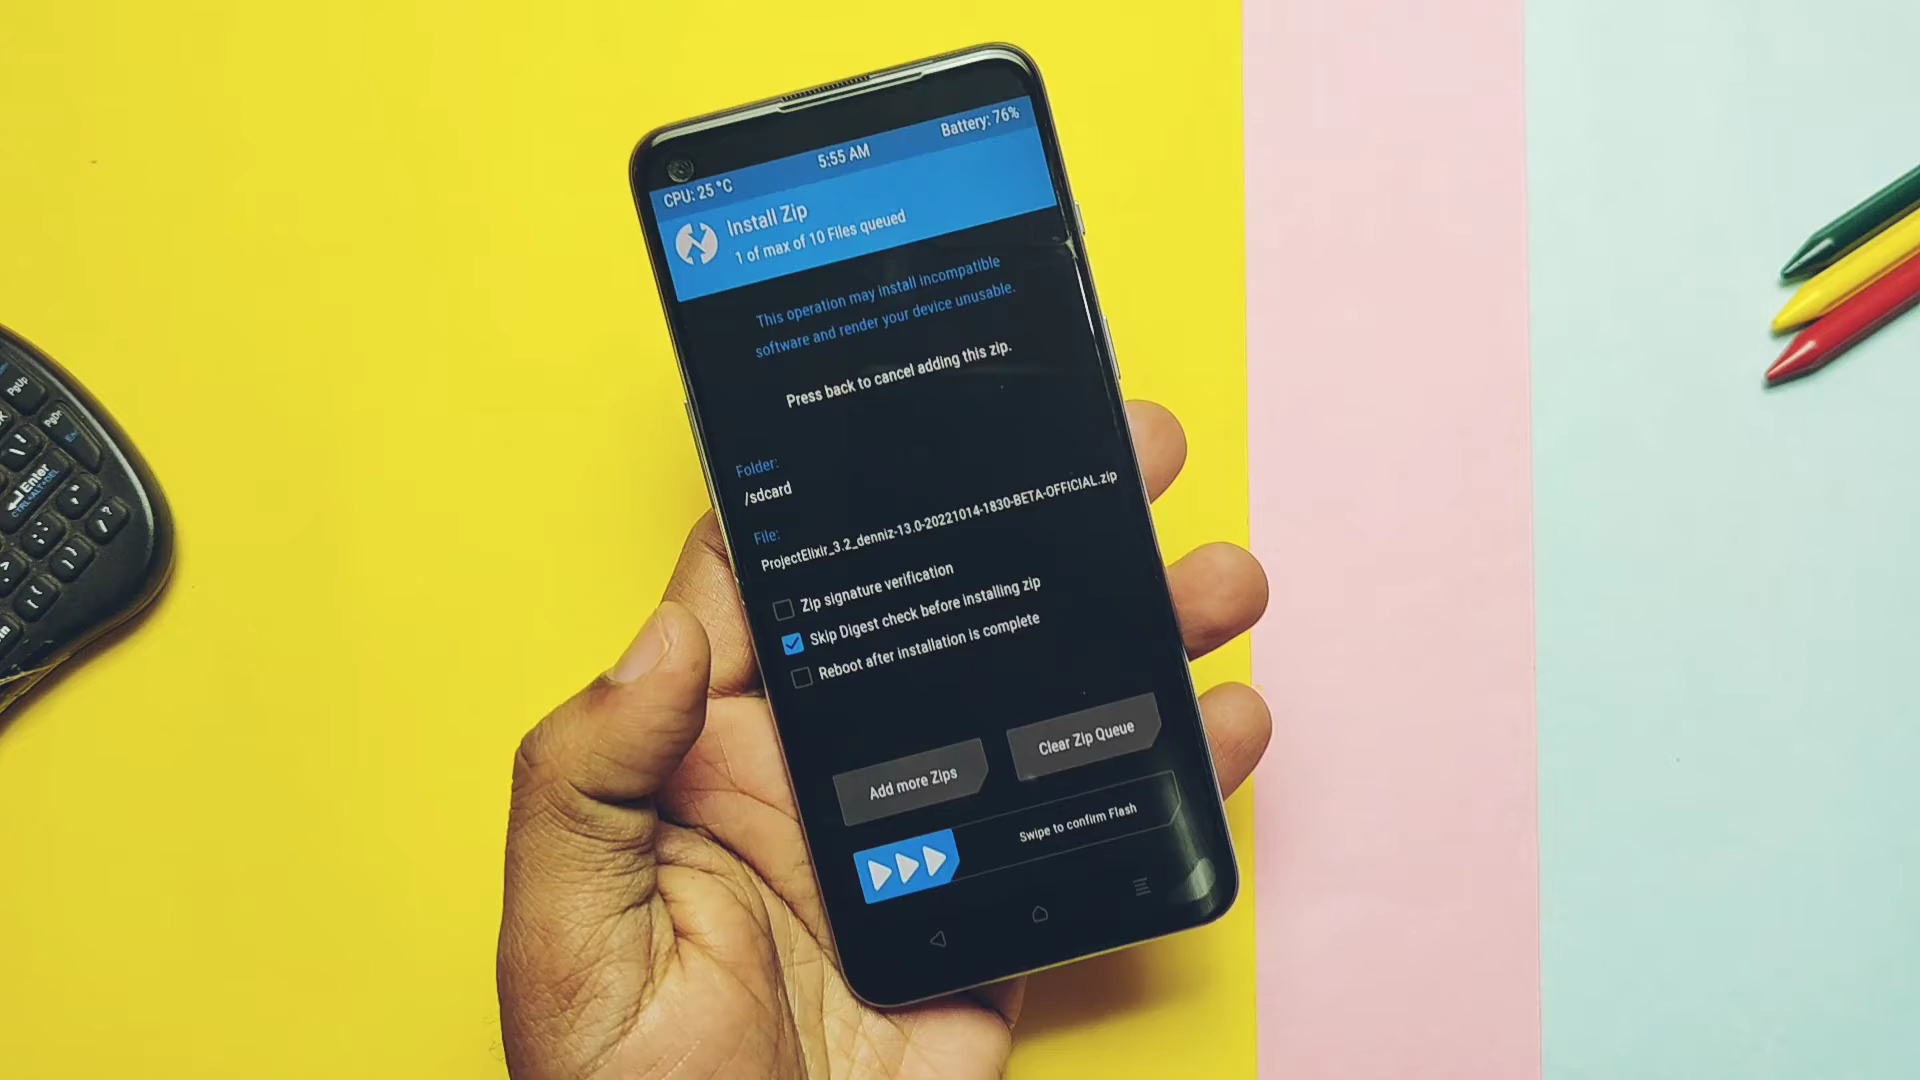 CPU: 25 °C
5:55 AM
Battery: 76%
Install Zip
1 of max of 10 Files queued
This operation may install incompatible
software and render your device unusable.
Press back to cancel adding this zip.
Folder:
/sdcard
File:
ProjectElixir_3.2_denniz-13.0-20221014-1830-BETA-OFFICIAL.zip
Zip signature verification
Skip Digest check before installing zip
Reboot after installation is complete
Add more Zips
Clear Zip Queue
Swipe to confirm Flash
PgUp
PgDn
Enter
CTRL+ALT+DEL